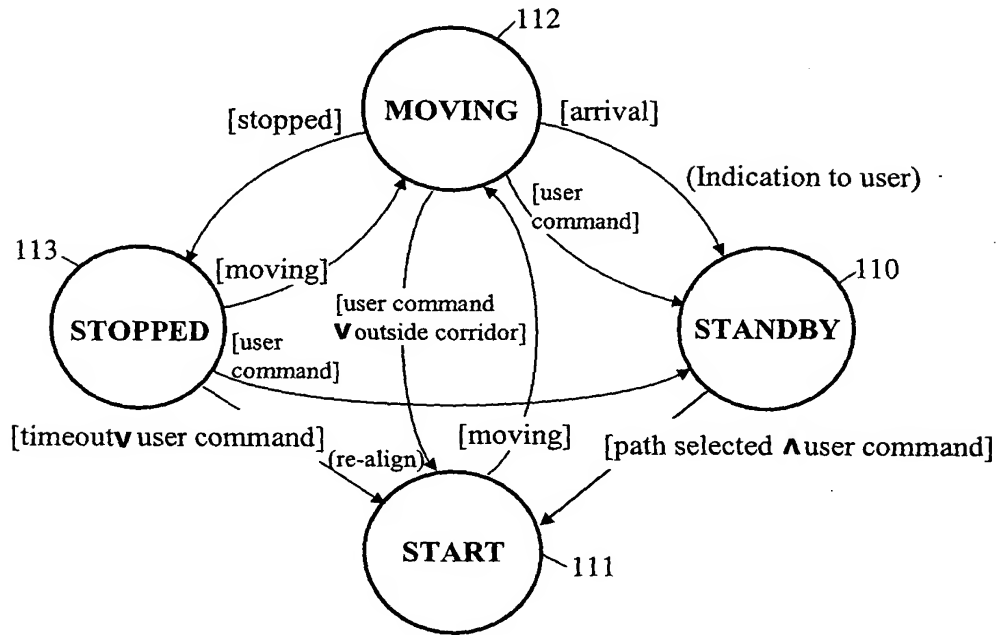 112
MOVING
[stopped]
[arrival]
(Indication to user)
[user
command]
113
[moving]
110
STOPPED
[user command
∨outside corridor]
STANDBY
[user
command]
[timeout∨ user command]
(re-align)
[moving]
[path selected ∧user command]
START
111